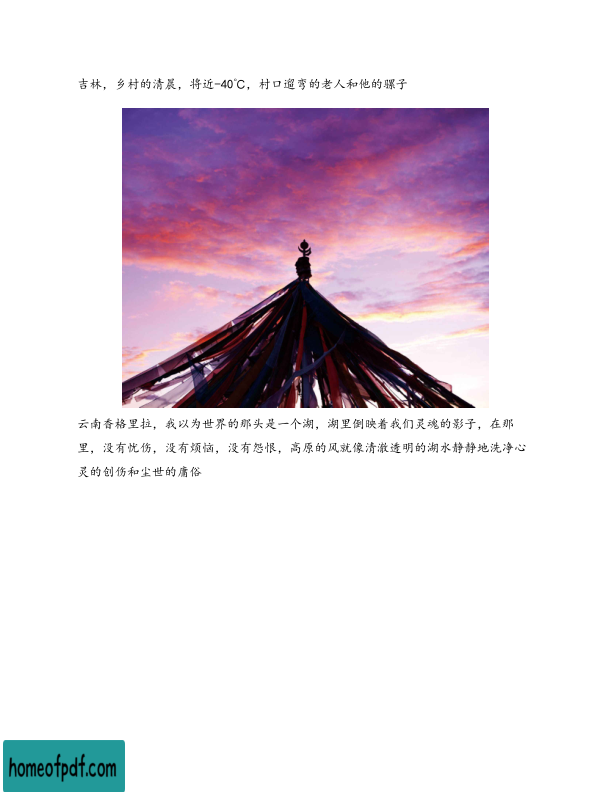 吉林，乡村的清晨，将近-40℃，村口遛弯的老人和他的骡子
云南香格里拉，我以为世界的那头是一个湖，湖里倒映着我们灵魂的影子，在那
里，没有忧伤，没有烦恼，没有怨恨，高原的风就像清澈透明的湖水静静地洗净心
灵的创伤和尘世的庸俗
homeofpdf.com